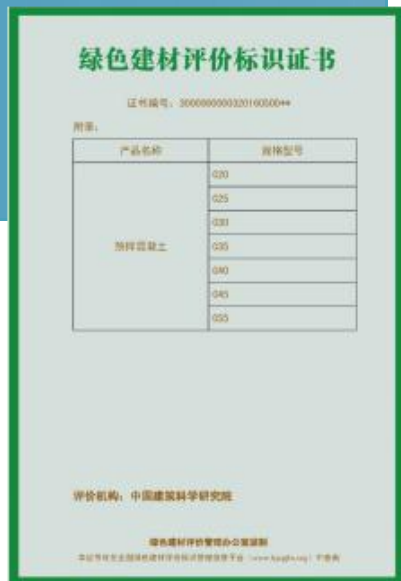 绿色建材评价标识证书
证书编号：3000000000320160500**
附录：
产品名称
规格型号
预拌混凝土
C20
C25
C30
C35
C40
C45
C55
评价机构：中国建筑科学研究院
绿色建材评价管理办公室监制